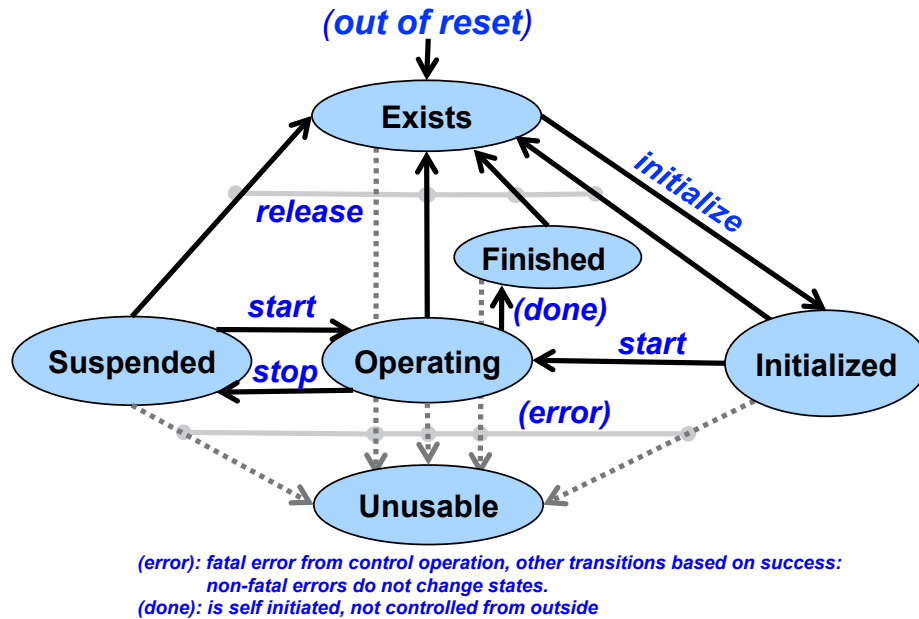 (out of reset)
Exists
initialize
release
Finished
(done)
start
start
Suspended
Operating
Initialized
stop
(error)
Unusable
(error): fatal error from control operation, other transitions based on success:
non-fatal errors do not change states.
(done): is self initiated, not controlled from outside